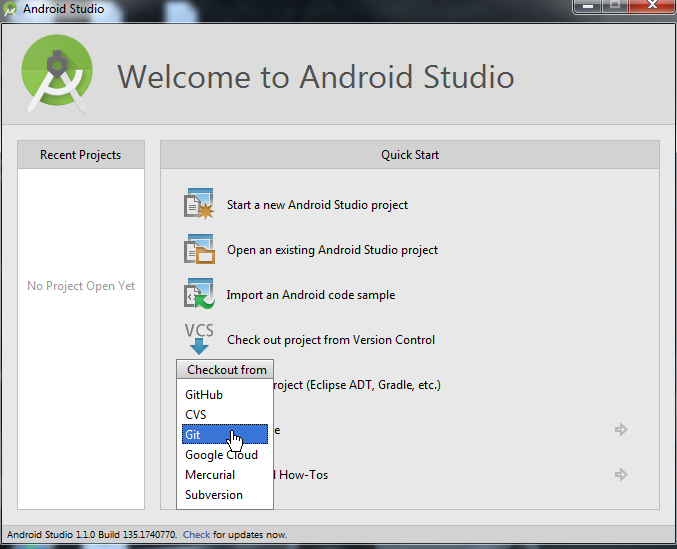 Android Studio
Welcome to Android Studio
Recent Projects
No Project Open Yet
Quick Start
Start a new Android Studio project
Open an existing Android Studio project
Import an Android code sample
VCS
Check out project from Version Control
roject (Eclipse ADT, Gradle, etc.)
e
d How-Tos
Checkout from
GitHub
CVS
Git
Google Cloud
Mercurial
Subversion
Android Studio 1.1.0 Build 135.1740770. Check for updates now.